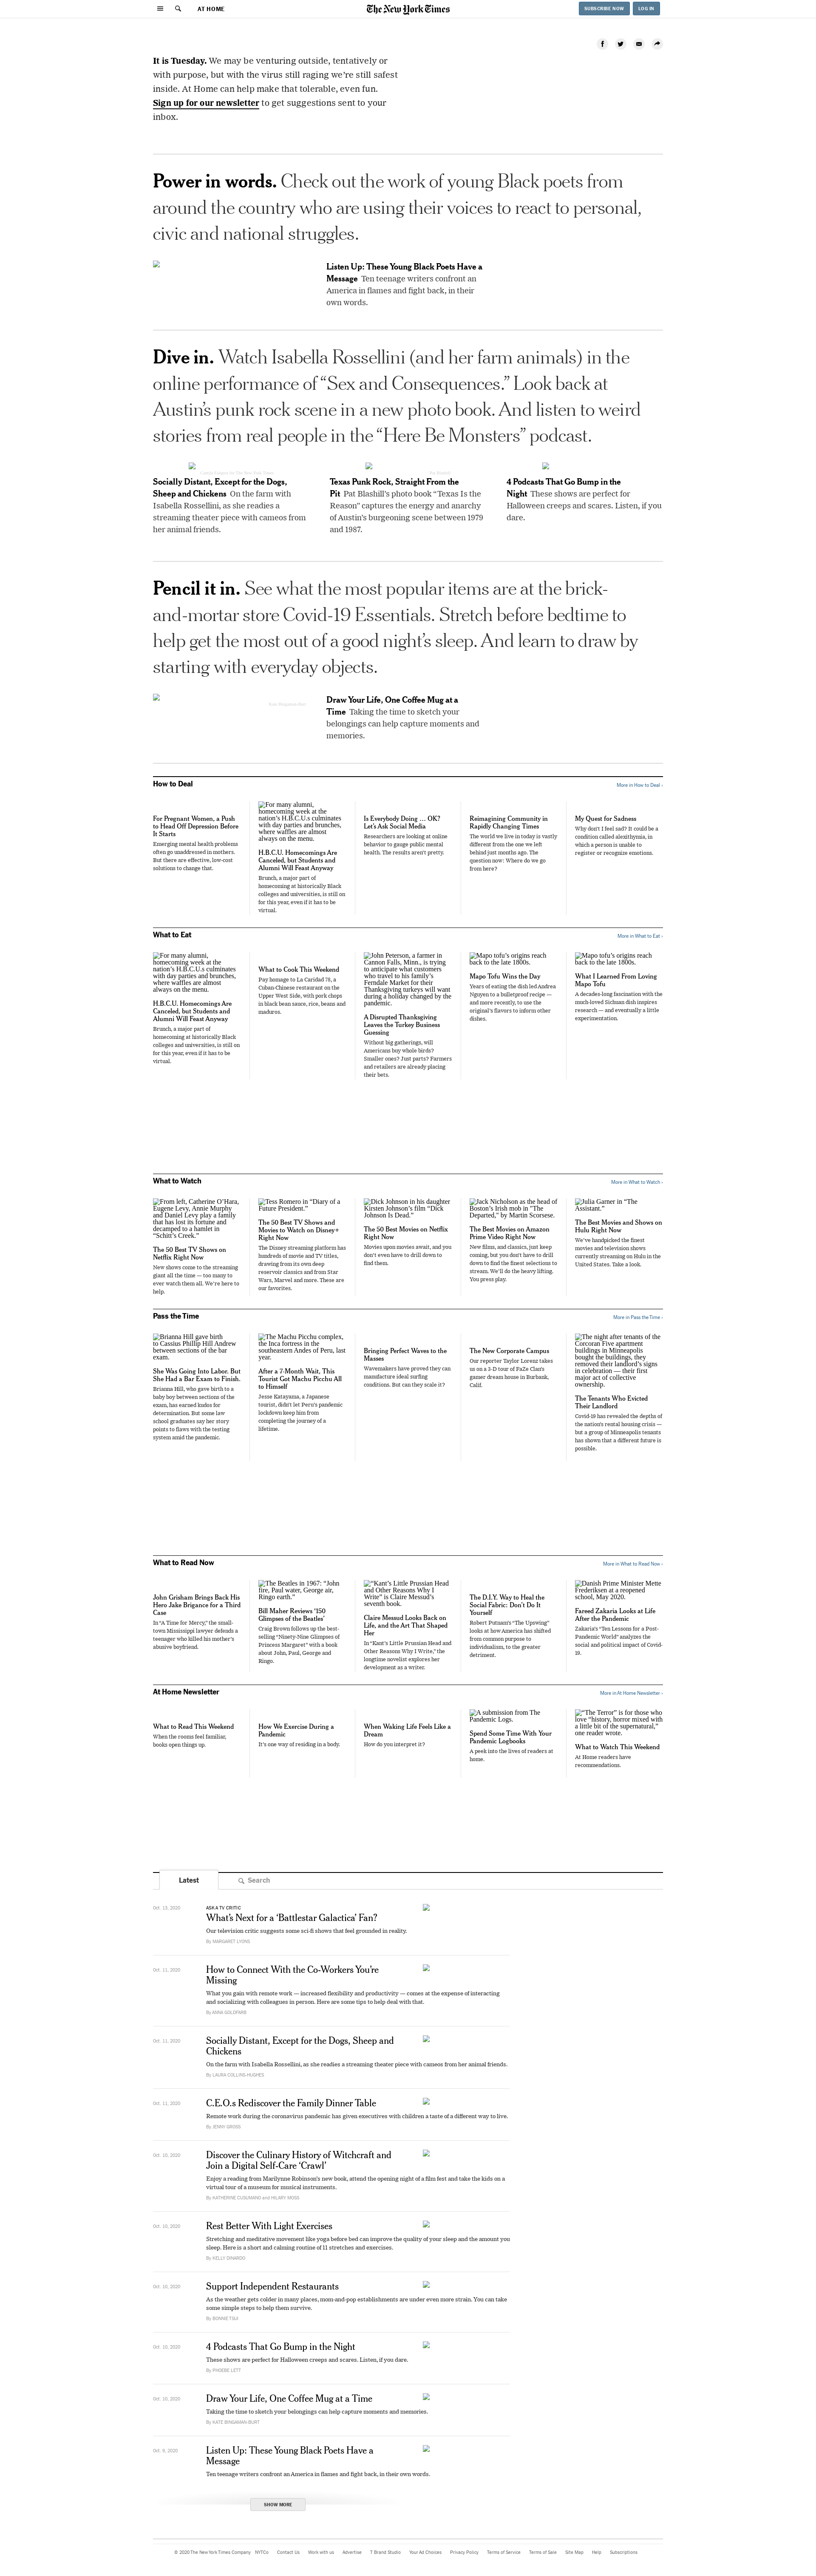 AT HOME
The New York Times
SUBSCRIBE NOW
LOG IN
It is Tuesday. We may be venturing outside, tentatively or
with purpose, but with the virus still raging we’re still safest
inside. At Home can help make that tolerable, even fun.
Sign up for our newsletter to get suggestions sent to your
inbox.
Power in words. Check out the work of young Black poets from
around the country who are using their voices to react to personal,
civic and national struggles.
Listen Up: These Young Black Poets Have a
Message Ten teenage writers confront an
America in flames and fight back, in their
own words.
Dive in. Watch Isabella Rossellini (and her farm animals) in the
online performance of “Sex and Consequences.” Look back at
Austin’s punk rock scene in a new photo book. And listen to weird
stories from real people in the “Here Be Monsters” podcast.
Socially Distant, Except for the Dogs,
Sheep and Chickens On the farm with
Isabella Rossellini, as she readies a
streaming theater piece with cameos from
her animal friends.
Texas Punk Rock, Straight From the
Pit Pat Blashill’s photo book “Texas Is the
Reason” captures the energy and anarchy
of Austin’s burgeoning scene between 1979
and 1987.
4 Podcasts That Go Bump in the
Night These shows are perfect for
Halloween creeps and scares. Listen, if you
dare.
Pencil it in. See what the most popular items are at the brick-
and-mortar store Covid-19 Essentials. Stretch before bedtime to
help get the most out of a good night’s sleep. And learn to draw by
starting with everyday objects.
Draw Your Life, One Coffee Mug at a
Time Taking the time to sketch your
belongings can help capture moments and
memories.
How to Deal
More in How to Deal ›
For Pregnant Women, a Push
to Head Off Depression Before
It Starts
Emerging mental health problems
often go unaddressed in mothers.
But there are effective, low-cost
solutions to change that.
For many alumni,
homecoming week at the
nation’s H.B.C.U.s culminates
with day parties and brunches,
where waffles are almost
always on the menu.
H.B.C.U. Homecomings Are
Canceled, but Students and
Alumni Will Feast Anyway
Brunch, a major part of
homecoming at historically Black
colleges and universities, is still on
for this year, even if it has to be
virtual.
Is Everybody Doing … OK?
Let’s Ask Social Media
Researchers are looking at online
behavior to gauge public mental
health. The results aren’t pretty.
Reimagining Community in
Rapidly Changing Times
The world we live in today is vastly
different from the one we left
behind just months ago. The
question now: Where do we go
from here?
My Quest for Sadness
Why don’t I feel sad? It could be a
condition called alexithymia, in
which a person is unable to
register or recognize emotions.
What to Eat
More in What to Eat ›
For many alumni,
homecoming week at the
nation’s H.B.C.U.s culminates
with day parties and brunches,
where waffles are almost
always on the menu.
H.B.C.U. Homecomings Are
Canceled, but Students and
Alumni Will Feast Anyway
Brunch, a major part of
homecoming at historically Black
colleges and universities, is still on
for this year, even if it has to be
virtual.
What to Cook This Weekend
Pay homage to La Caridad 78, a
Cuban-Chinese restaurant on the
Upper West Side, with pork chops
in black bean sauce, rice, beans and
maduros.
John Peterson, a farmer in
Cannon Falls, Minn., is trying
to anticipate what customers
who travel to his family’s
Ferndale Market for their
Thanksgiving turkeys will want
during a holiday changed by the
pandemic.
A Disrupted Thanksgiving
Leaves the Turkey Business
Guessing
Without big gatherings, will
Americans buy whole birds?
Smaller ones? Just parts? Farmers
and retailers are already placing
their bets.
Mapo tofu’s origins reach
back to the late 1800s.
Mapo Tofu Wins the Day
Years of eating the dish led Andrea
Nguyen to a bulletproof recipe —
and more recently, to use the
original’s flavors to inform other
dishes.
Mapo tofu’s origins reach
back to the late 1800s.
What I Learned From Loving
Mapo Tofu
A decades-long fascination with the
much-loved Sichuan dish inspires
research — and eventually a little
experimentation.
What to Watch
More in What to Watch ›
From left, Catherine O’Hara,
Eugene Levy, Annie Murphy
and Daniel Levy play a family
that has lost its fortune and
decamped to a hamlet in
“Schitt’s Creek.”
The 50 Best TV Shows on
Netflix Right Now
New shows come to the streaming
giant all the time — too many to
ever watch them all. We’re here to
help.
Tess Romero in “Diary of a
Future President.”
The 50 Best TV Shows and
Movies to Watch on Disney+
Right Now
The Disney streaming platform has
hundreds of movie and TV titles,
drawing from its own deep
reservoir classics and from Star
Wars, Marvel and more. These are
our favorites.
Dick Johnson in his daughter
Kirsten Johnson’s film “Dick
Johnson Is Dead.”
The 50 Best Movies on Netflix
Right Now
Movies upon movies await, and you
don’t even have to drill down to
find them.
Jack Nicholson as the head of
Boston’s Irish mob in "The
Departed," by Martin Scorsese.
The Best Movies on Amazon
Prime Video Right Now
New films, and classics, just keep
coming, but you don’t have to drill
down to find the finest selections to
stream. We’ll do the heavy lifting.
You press play.
Julia Garner in “The
Assistant.”
The Best Movies and Shows on
Hulu Right Now
We’ve handpicked the finest
movies and television shows
currently streaming on Hulu in the
United States. Take a look.
Pass the Time
More in Pass the Time ›
Brianna Hill gave birth
to Cassius Phillip Hill Andrew
between sections of the bar
exam.
She Was Going Into Labor. But
She Had a Bar Exam to Finish.
Brianna Hill, who gave birth to a
baby boy between sections of the
exam, has earned kudos for
determination. But some law
school graduates say her story
points to flaws with the testing
system amid the pandemic.
The Machu Picchu complex,
the Inca fortress in the
southeastern Andes of Peru, last
year.
After a 7-Month Wait, This
Tourist Got Machu Picchu All
to Himself
Jesse Katayama, a Japanese
tourist, didn’t let Peru’s pandemic
lockdown keep him from
completing the journey of a
lifetime.
Bringing Perfect Waves to the
Masses
Wavemakers have proved they can
manufacture ideal surfing
conditions. But can they scale it?
The New Corporate Campus
Our reporter Taylor Lorenz takes
us on a 3-D tour of FaZe Clan’s
gamer dream house in Burbank,
Calif.
The night after tenants of the
Corcoran Five apartment
buildings in Minneapolis
bought the buildings, they
removed their landlord’s signs
in celebration — their first
major act of collective
ownership.
The Tenants Who Evicted
Their Landlord
Covid-19 has revealed the depths of
the nation’s rental housing crisis —
but a group of Minneapolis tenants
has shown that a different future is
possible.
What to Read Now
More in What to Read Now ›
John Grisham Brings Back His
Hero Jake Brigance for a Third
Case
In “A Time for Mercy,” the small-
town Mississippi lawyer defends a
teenager who killed his mother’s
abusive boyfriend.
The Beatles in 1967: “John
fire, Paul water, George air,
Ringo earth.”
Bill Maher Reviews ‘150
Glimpses of the Beatles’
Craig Brown follows up the best-
selling “Ninety-Nine Glimpses of
Princess Margaret” with a book
about John, Paul, George and
Ringo.
“Kant’s Little Prussian Head
and Other Reasons Why I
Write” is Claire Messud’s
seventh book.
Claire Messud Looks Back on
Life, and the Art That Shaped
Her
In “Kant’s Little Prussian Head and
Other Reasons Why I Write,” the
longtime novelist explores her
development as a writer.
The D.I.Y. Way to Heal the
Social Fabric: Don’t Do It
Yourself
Robert Putnam’s “The Upswing”
looks at how America has shifted
from common purpose to
individualism, to the greater
detriment.
Danish Prime Minister Mette
Frederiksen at a reopened
school, May 2020.
Fareed Zakaria Looks at Life
After the Pandemic
Zakaria’s “Ten Lessons for a Post-
Pandemic World” analyzes the
social and political impact of Covid-
19.
At Home Newsletter
More in At Home Newsletter ›
What to Read This Weekend
When the rooms feel familiar,
books open things up.
How We Exercise During a
Pandemic
It’s one way of residing in a body.
When Waking Life Feels Like a
Dream
How do you interpret it?
A submission from The
Pandemic Logs.
Spend Some Time With Your
Pandemic Logbooks
A peek into the lives of readers at
home.
“The Terror” is for those who
love “history, horror mixed with
a little bit of the supernatural,”
one reader wrote.
What to Watch This Weekend
At Home readers have
recommendations.
Latest
Search
Oct. 13, 2020
ASK A TV CRITIC
What’s Next for a ‘Battlestar Galactica’ Fan?
Our television critic suggests some sci-fi shows that feel grounded in reality.
By MARGARET LYONS
Oct. 11, 2020
How to Connect With the Co-Workers You’re
Missing
What you gain with remote work — increased flexibility and productivity — comes at the expense of interacting
and socializing with colleagues in person. Here are some tips to help deal with that.
By ANNA GOLDFARB
Oct. 11, 2020
Socially Distant, Except for the Dogs, Sheep and
Chickens
On the farm with Isabella Rossellini, as she readies a streaming theater piece with cameos from her animal friends.
By LAURA COLLINS-HUGHES
Oct. 11, 2020
C.E.O.s Rediscover the Family Dinner Table
Remote work during the coronavirus pandemic has given executives with children a taste of a different way to live.
By JENNY GROSS
Oct. 10, 2020
Discover the Culinary History of Witchcraft and
Join a Digital Self-Care ‘Crawl’
Enjoy a reading from Marilynne Robinson’s new book, attend the opening night of a film fest and take the kids on a
virtual tour of a museum for musical instruments.
By KATHERINE CUSUMANO and HILARY MOSS
Oct. 10, 2020
Rest Better With Light Exercises
Stretching and meditative movement like yoga before bed can improve the quality of your sleep and the amount you
sleep. Here is a short and calming routine of 11 stretches and exercises.
By KELLY DINARDO
Oct. 10, 2020
Support Independent Restaurants
As the weather gets colder in many places, mom-and-pop establishments are under even more strain. You can take
some simple steps to help them survive.
By BONNIE TSUI
Oct. 10, 2020
4 Podcasts That Go Bump in the Night
These shows are perfect for Halloween creeps and scares. Listen, if you dare.
By PHOEBE LETT
Oct. 10, 2020
Draw Your Life, One Coffee Mug at a Time
Taking the time to sketch your belongings can help capture moments and memories.
By KATE BINGAMAN-BURT
Oct. 9, 2020
Listen Up: These Young Black Poets Have a
Message
Ten teenage writers confront an America in flames and fight back, in their own words.
SHOW MORE
© 2020 The New York Times Company
NYTCo
Contact Us
Work with us
Advertise
T Brand Studio
Your Ad Choices
Privacy Policy
Terms of Service
Terms of Sale
Site Map
Help
Subscriptions